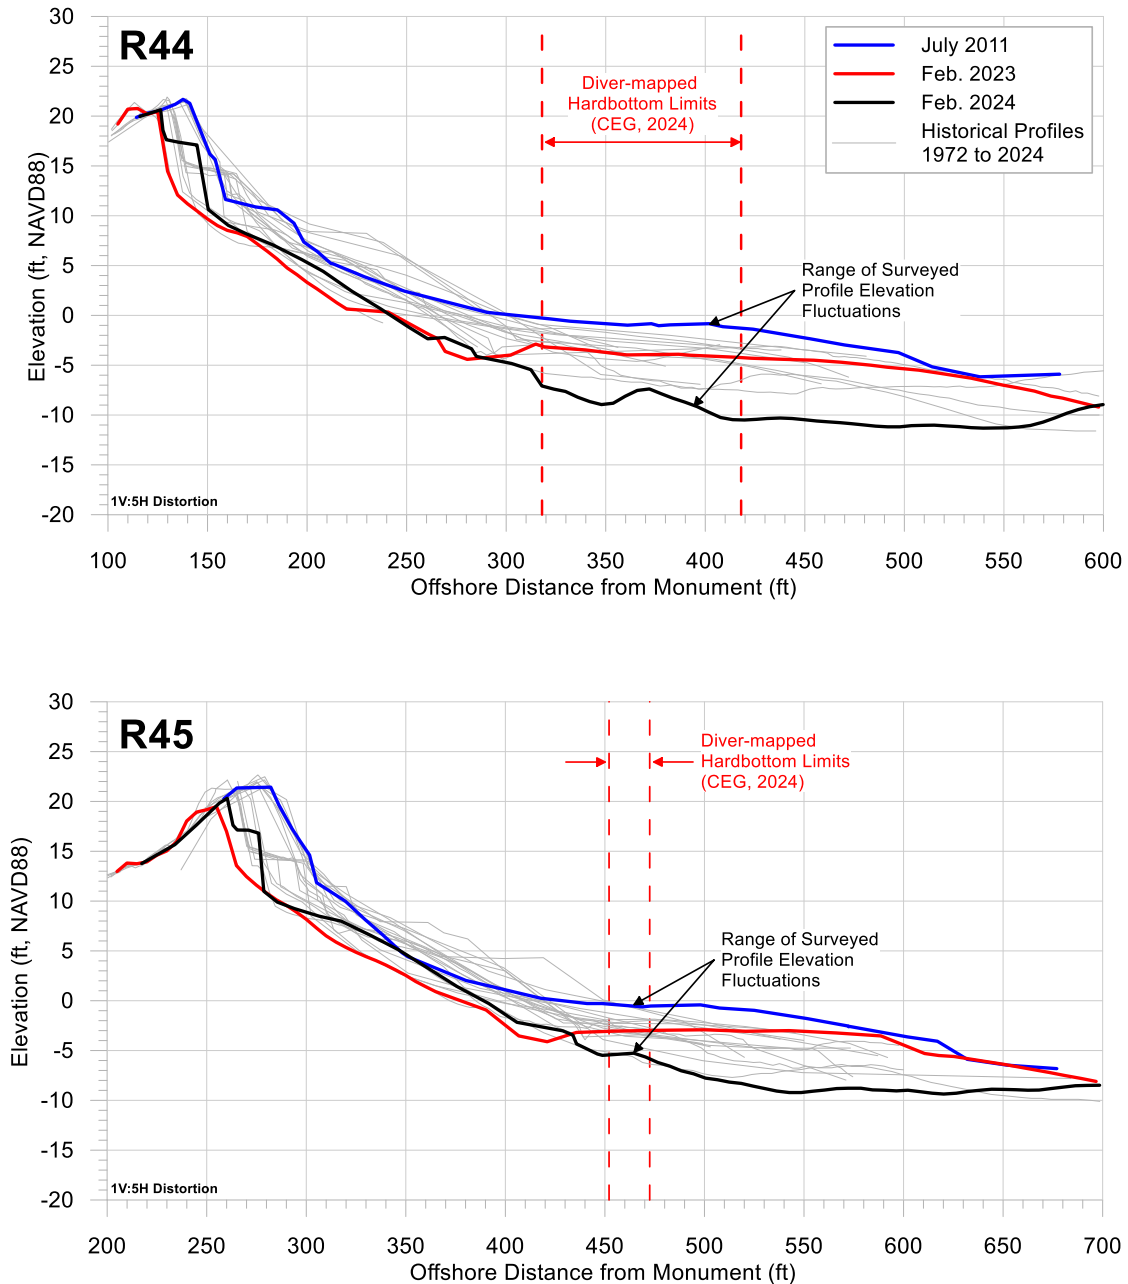 R44
30
25
20
15
10
5
0
-5
-10
-15
-20
Elevation (ft, NAVD88)
Diver-mapped
Hardbottom Limits
(CEG, 2024)
July 2011
Feb. 2023
Feb. 2024
Historical Profiles
1972 to 2024
Range of Surveyed
Profile Elevation
Fluctuations
1V:5H Distortion
100 150 200 250 300 350 400 450 500 550 600
Offshore Distance from Monument (ft)
R45
30
25
20
15
10
5
0
-5
-10
-15
-20
Elevation (ft, NAVD88)
Diver-mapped
Hardbottom Limits
(CEG, 2024)
Range of Surveyed
Profile Elevation
Fluctuations
1V:5H Distortion
200 250 300 350 400 450 500 550 600 650 700
Offshore Distance from Monument (ft)